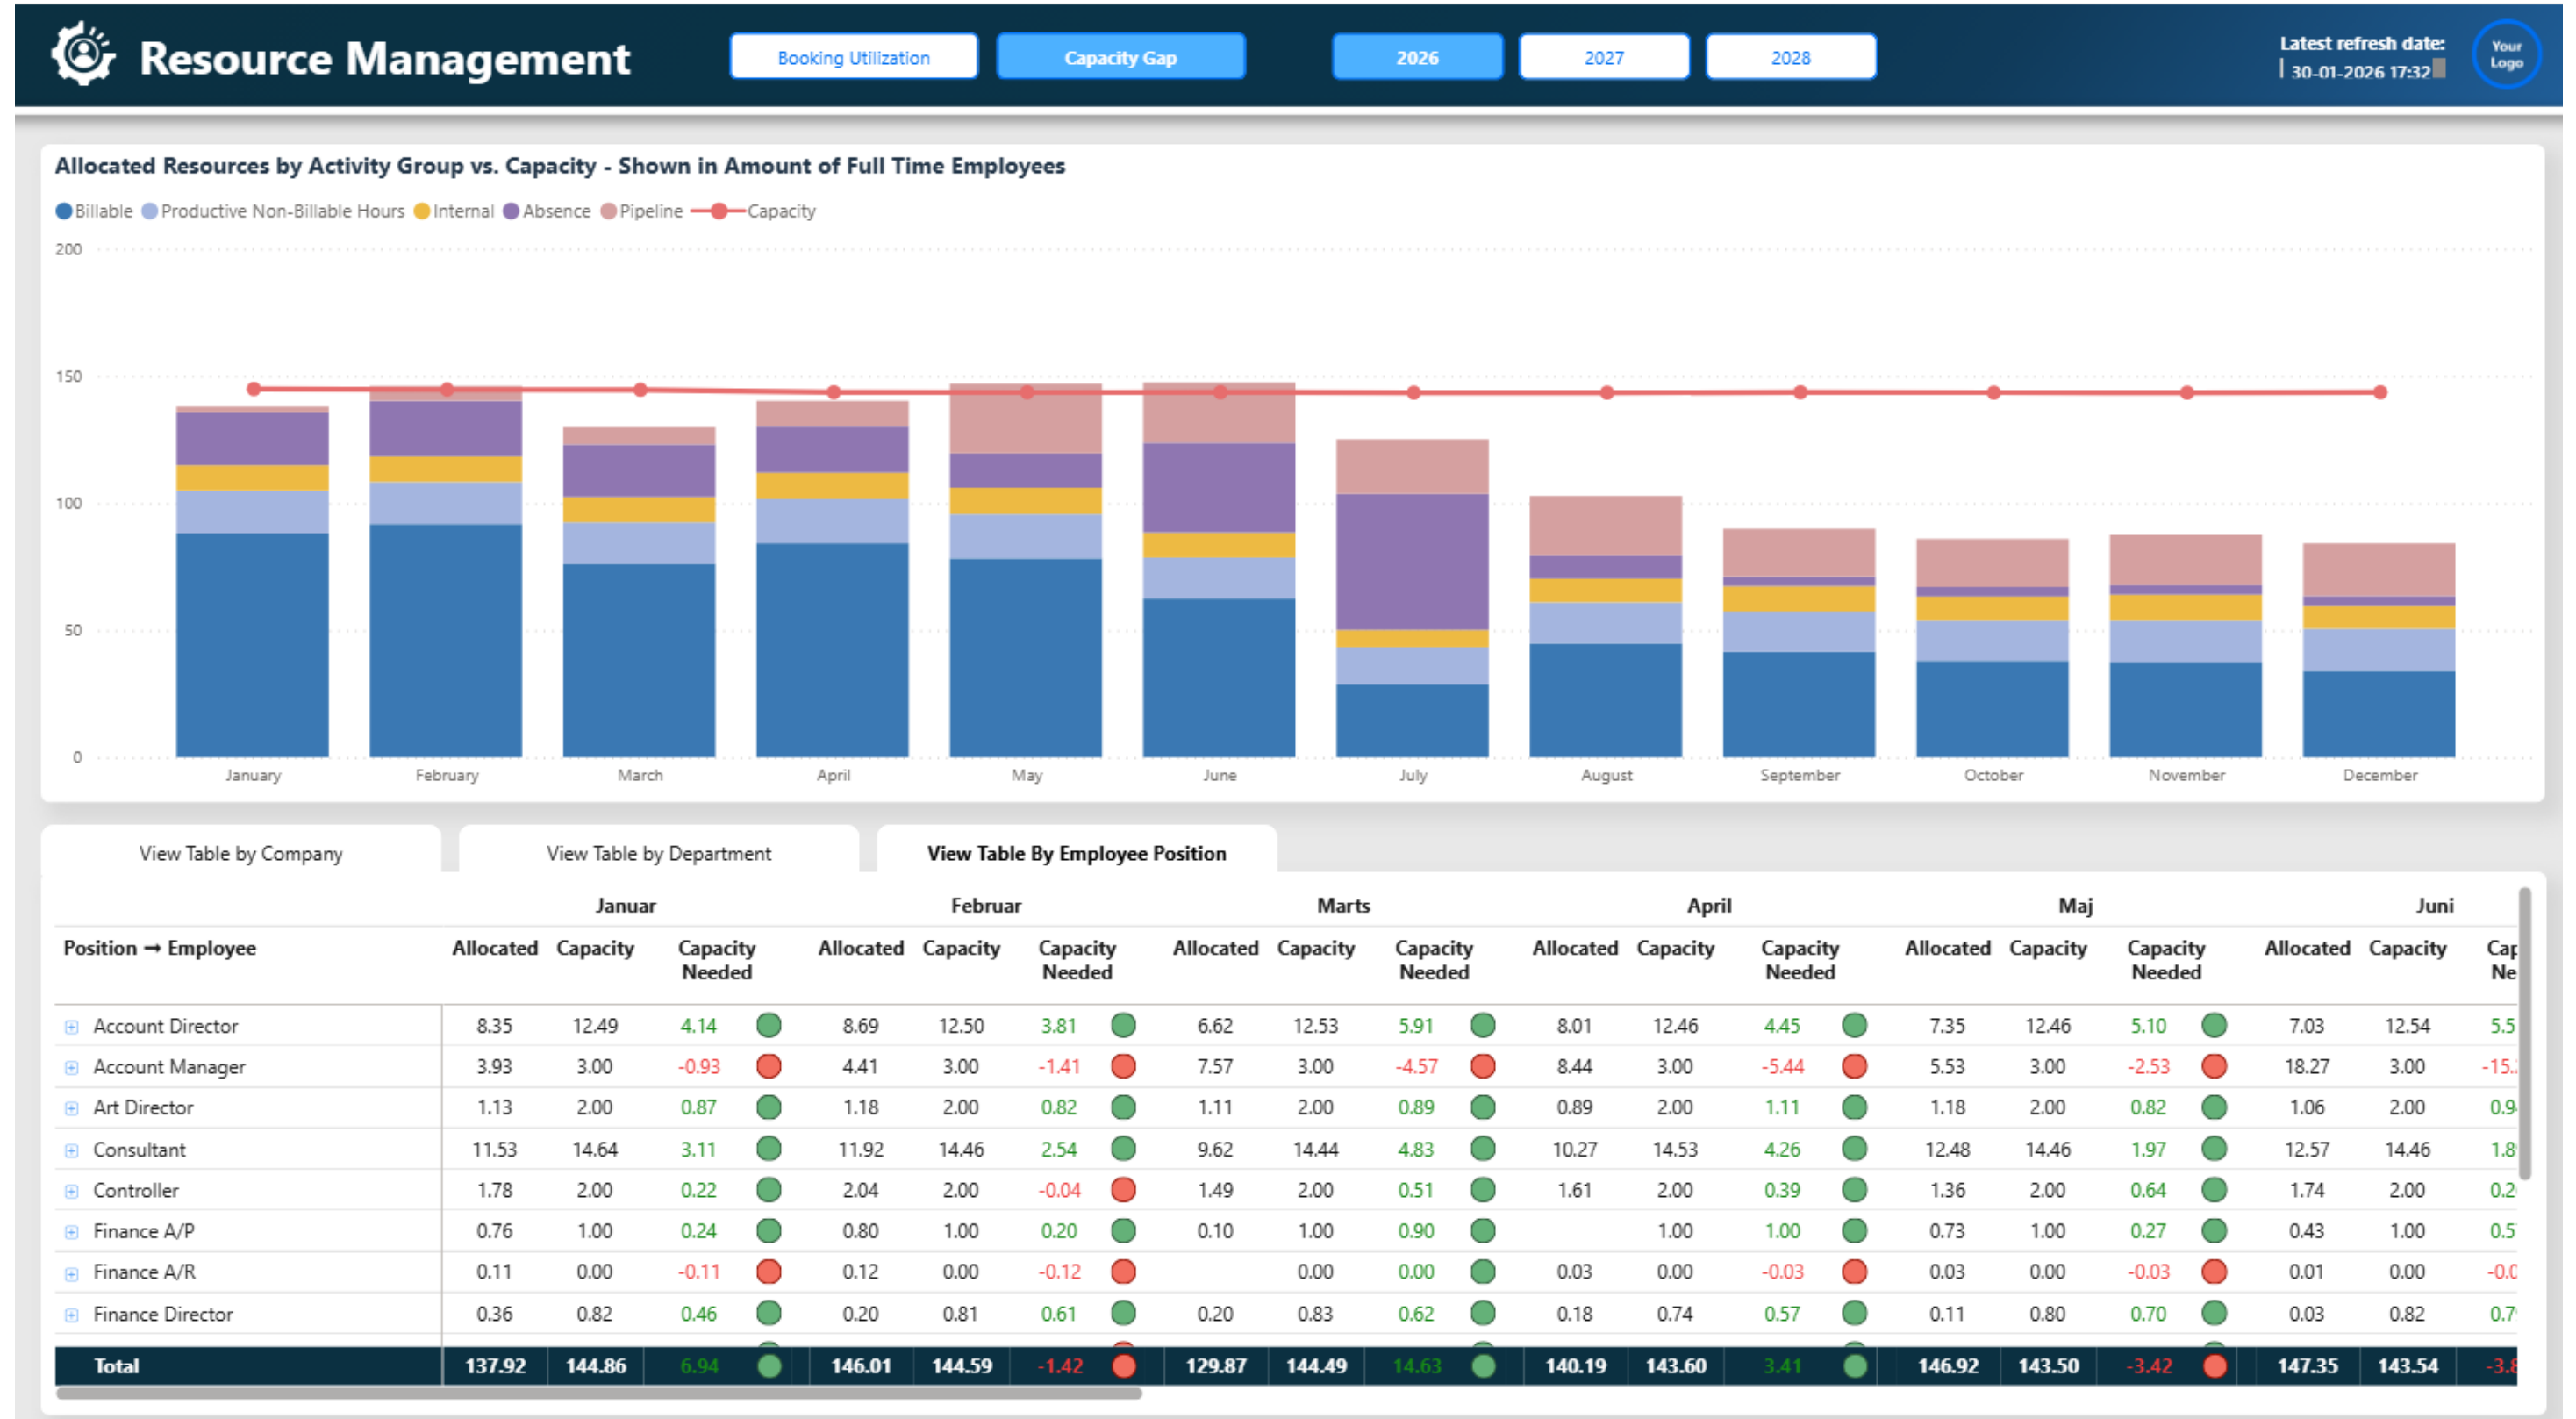 Resource Management
Booking Utilization
Capacity Gap
2026
2027
2028
Latest refresh date:
30-01-2026 17:32
Your
Logo
Allocated Resources by Activity Group vs. Capacity - Shown in Amount of Full Time Employees
Billable Productive Non-Billable Hours Internal Absence Pipeline Capacity
200
150
100
50
0
January February March April May June July August September October November December
View Table by Company
View Table by Department
View Table By Employee Position
Januar Februar Marts April Maj Juni
Position → Employee Allocated Capacity Capacity Needed Allocated Capacity Capacity Needed Allocated Capacity Capacity Needed Allocated Capacity Capacity Needed Allocated Capacity Capacity Needed Allocated Capacity
Account Director 8.35 12.49 4.14 8.69 12.50 3.81 6.62 12.53 5.91 8.01 12.46 4.45 7.35 12.46 5.10 7.03 12.54 5.5
Account Manager 3.93 3.00 -0.93 4.41 3.00 -1.41 7.57 3.00 -4.57 8.44 3.00 -5.44 5.53 3.00 -2.53 18.27 3.00 -15.
Art Director 1.13 2.00 0.87 1.18 2.00 0.82 1.11 2.00 0.89 0.89 2.00 1.11 1.18 2.00 0.82 1.06 2.00 0.9
Consultant 11.53 14.64 3.11 11.92 14.46 2.54 9.62 14.44 4.83 10.27 14.53 4.26 12.48 14.46 1.97 12.57 14.46 1.8
Controller 1.78 2.00 0.22 2.04 2.00 -0.04 1.49 2.00 0.51 1.61 2.00 0.39 1.36 2.00 0.64 1.74 2.00 0.2
Finance A/P 0.76 1.00 0.24 0.80 1.00 0.20 0.10 1.00 0.90 1.00 1.00 0.73 1.00 0.27 0.43 1.00 0.5
Finance A/R 0.11 0.00 -0.11 0.12 0.00 -0.12 0.00 0.00 0.03 0.00 -0.03 0.03 0.00 -0.03 0.01 0.00 -0.0
Finance Director 0.36 0.82 0.46 0.20 0.81 0.61 0.20 0.83 0.62 0.18 0.74 0.57 0.11 0.80 0.70 0.03 0.82 0.7
Total 137.92 144.86 6.94 146.01 144.59 -1.42 129.87 144.49 14.63 140.19 143.60 3.41 146.92 143.50 -3.42 147.35 143.54 -3.8